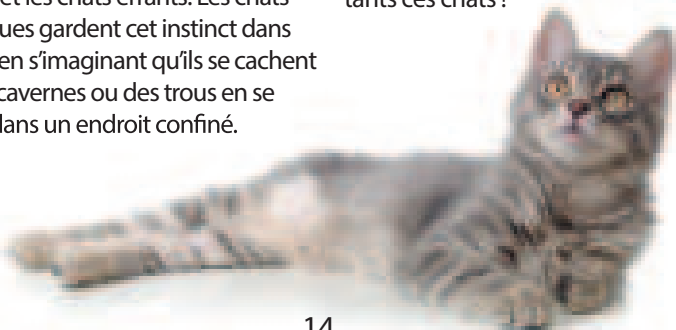 et les chats errants. Les chats
ues gardent cet instinct dans
en s'imaginant qu'ils se cachent
cavernes ou des trous en se
dans un endroit confiné.
tants ces chats !
14